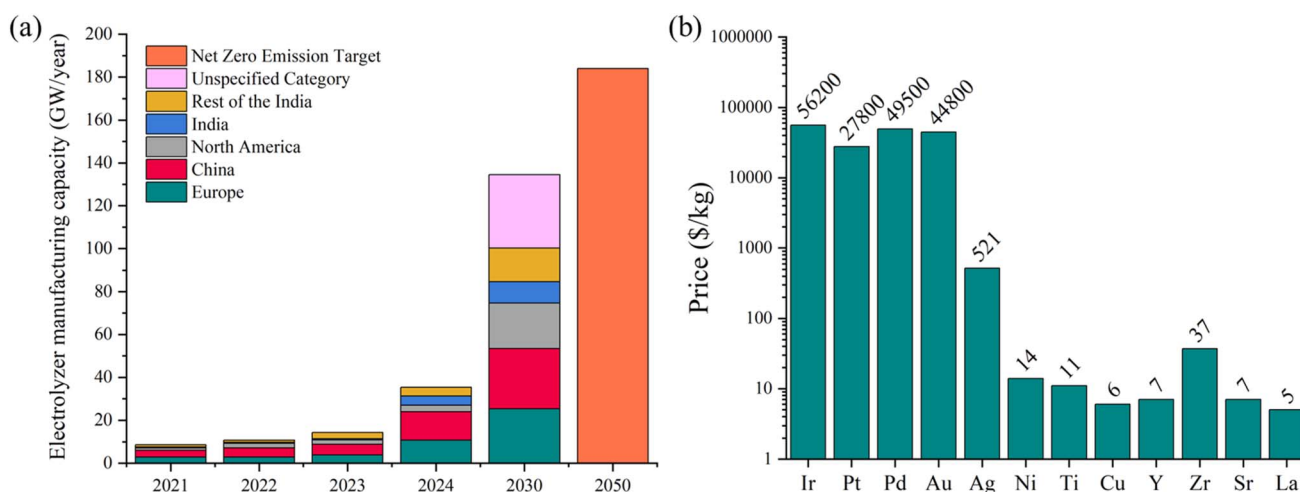 (a)
Electrolyzer manufacturing capacity (GW/year)
200
180
160
140
120
100
80
60
40
20
0
Net Zero Emission Target
Unspecified Category
Rest of the India
India
North America
China
Europe
2021 2022 2023 2024 2030 2050
(b)
Price ($/kg)
1000000
100000
10000
1000
100
10
1
56200 27800 49500 44800 521 14 11 6 7 37 7 5
Ir Pt Pd Au Ag Ni Ti Cu Y Zr Sr La